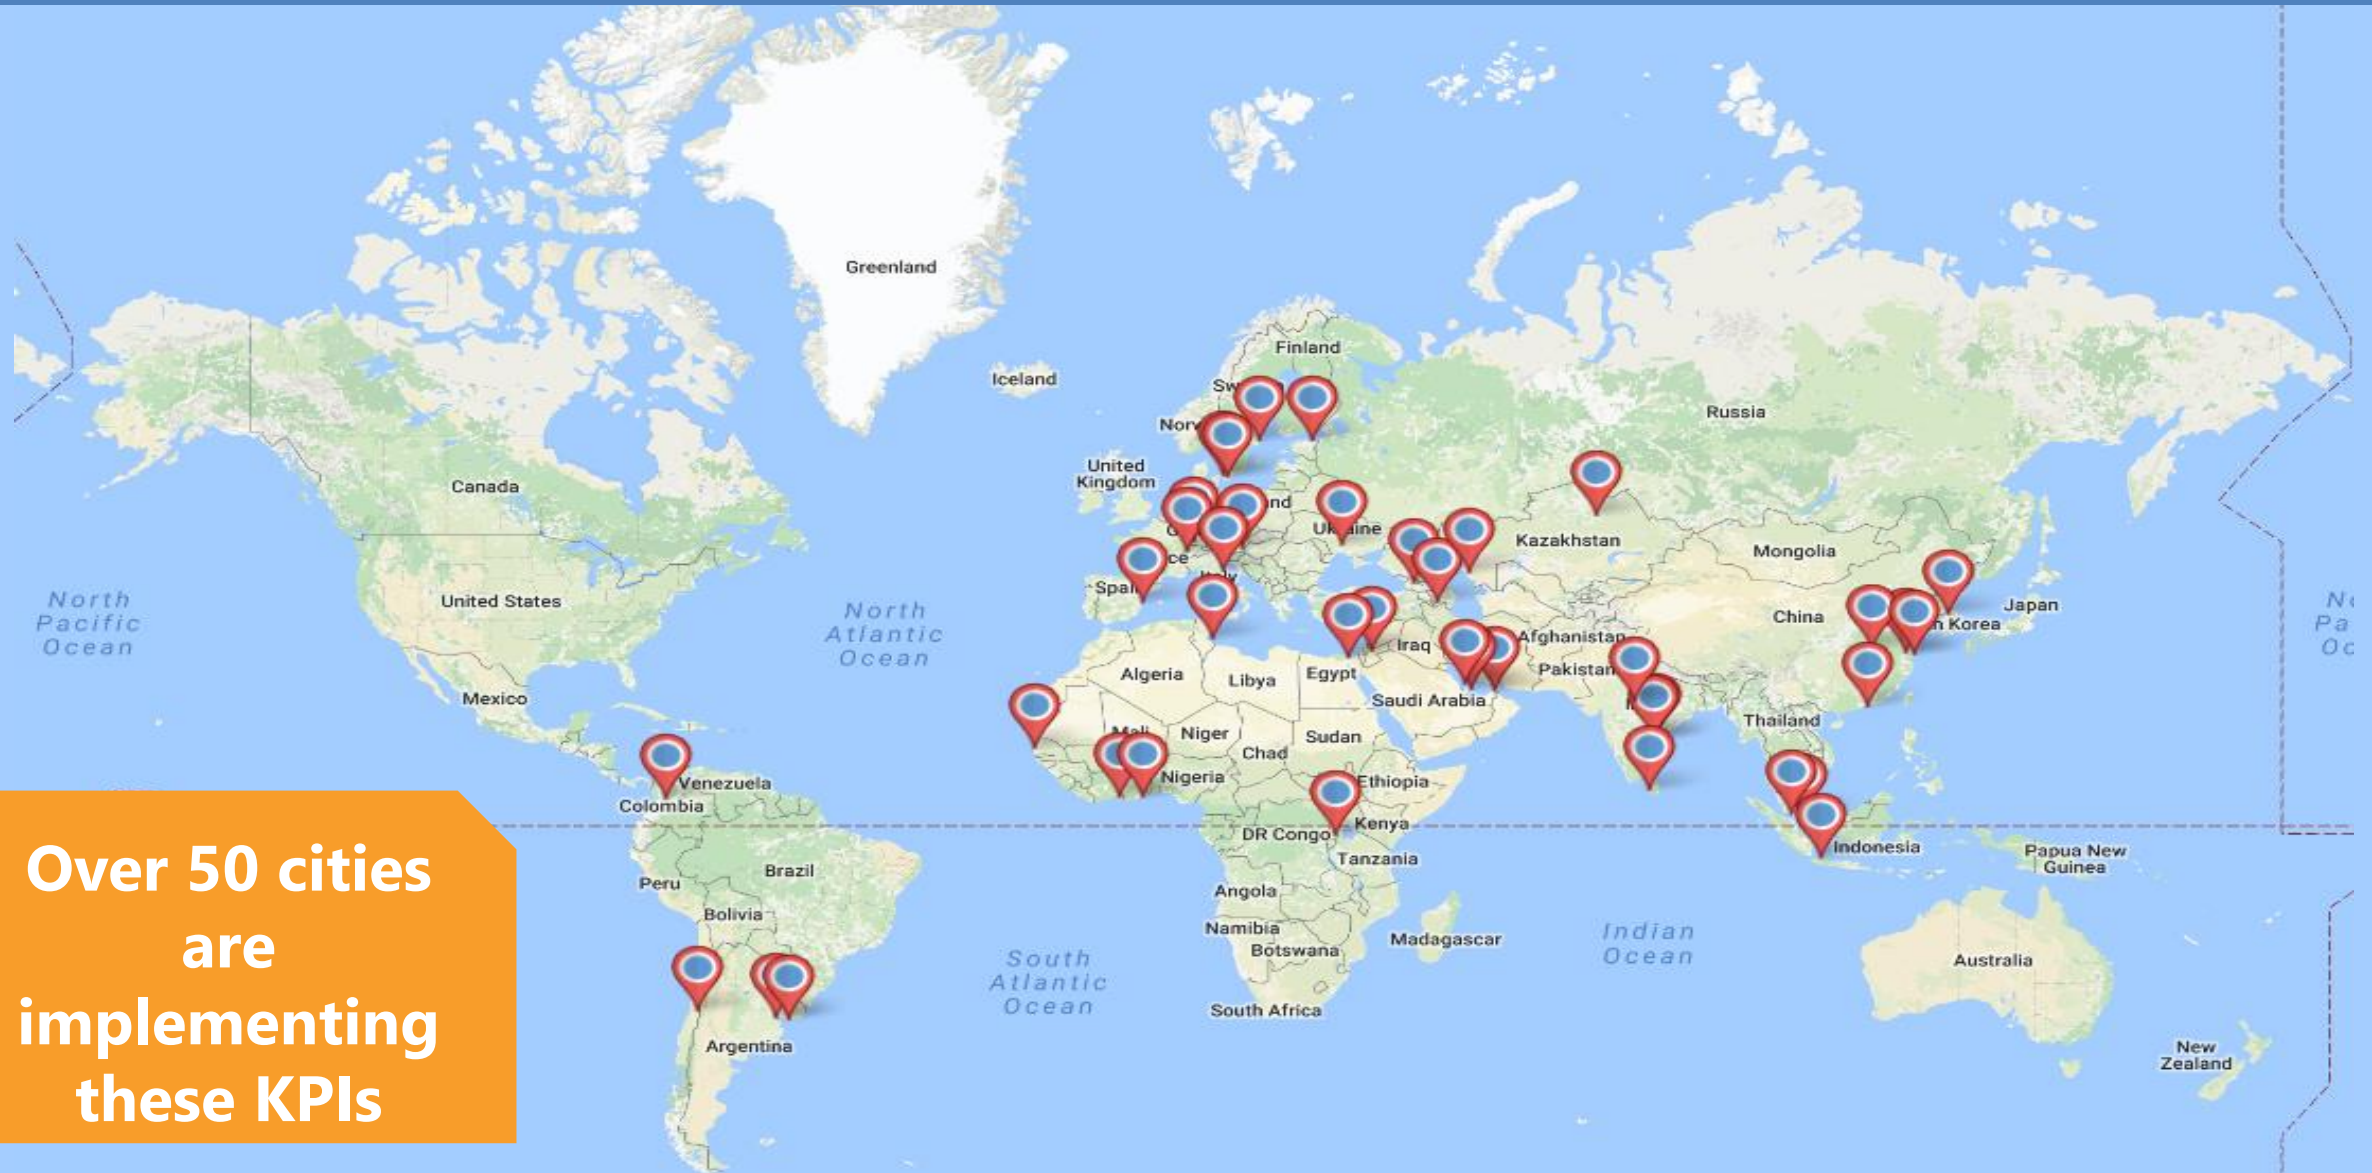 Greenland
Finland
Iceland
Russia
United
Kingdom
Canada
Kazakhstan
Mongolia
North
Pacific
Ocean
United States
North
Atlantic
Ocean
China
Japan
Iraq
Afghanistan
Algeria
Libya
Egypt
Pakistan
Saudi Arabia
Mexico
Mali
Niger
Chad
Sudan
Thailand
Nigeria
Ethiopia
Venezuela
Colombia
DR Congo
Kenya
Tanzania
Indonesia
Papua New
Guinea
Brazil
Peru
Bolivia
Angola
Namibia
Botswana
Madagascar
Indian
Ocean
South
Atlantic
Ocean
Australia
South Africa
Argentina
New
Zealand
Over 50 cities
are
implementing
these KPIs